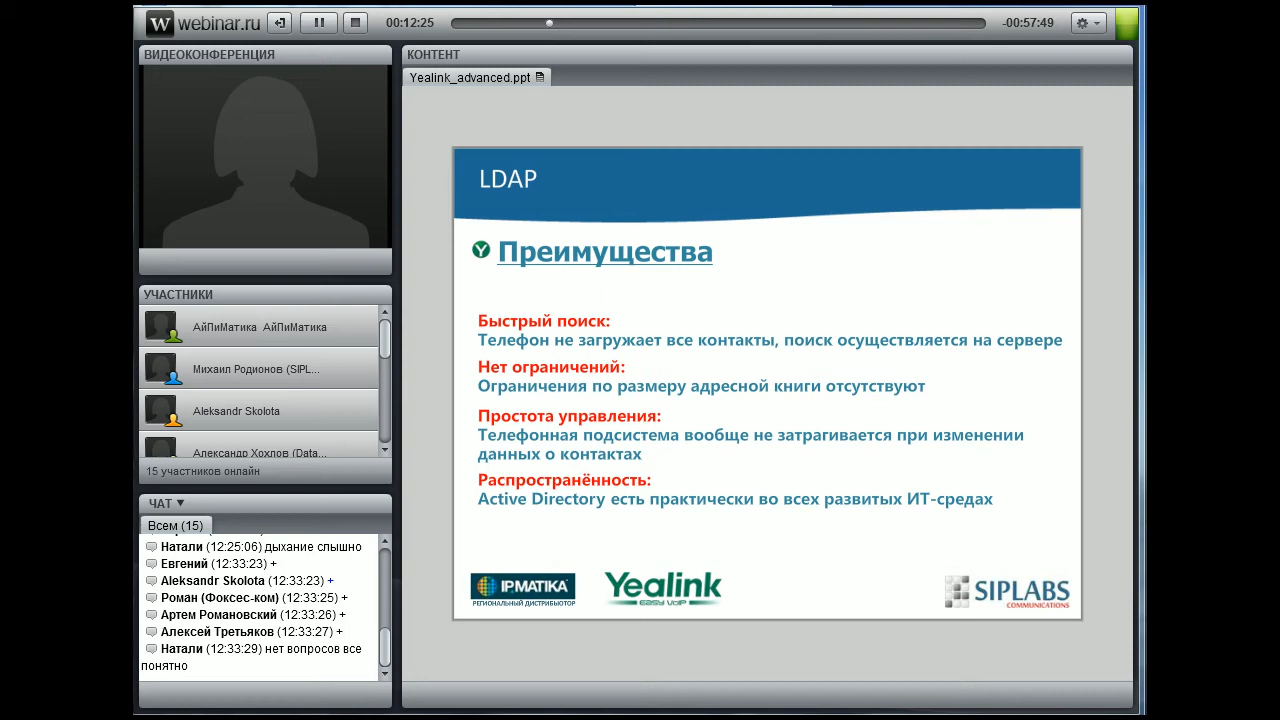 W webinar.ru
00:12:25
-00:57:49
ВИДЕОКОНФЕРЕНЦИЯ
УЧАСТНИКИ
АйПиМатика АйПиМатика
Михаил Родионов (SIPL...
Aleksandr Skolota
Александр Хохлов (Data...
15 участников онлайн
ЧАТ
Всем (15)
Натали (12:25:06) дыхание слышно
Евгений (12:33:23) +
Aleksandr Skolota (12:33:23) +
Роман (Фоксес-ком) (12:33:25) +
Артем Романовский (12:33:26) +
Алексей Третьяков (12:33:27) +
Натали (12:33:29) нет вопросов все
понятно
КОНТЕНТ
Yealink_advanced.ppt
LDAP
Преимущества
Быстрый поиск:
Телефон не загружает все контакты, поиск осуществляется на сервере
Нет ограничений:
Ограничения по размеру адресной книги отсутствуют
Простота управления:
Телефонная подсистема вообще не затрагивается при изменении
данных о контактах
Распространённость:
Active Directory есть практически во всех развитых ИТ-средах
IPMATIKA
РЕГИОНАЛЬНЫЙ ДИСТРИБЬЮТОР
Yealink
EASY VOIP
SIPLABS
COMMUNICATIONS